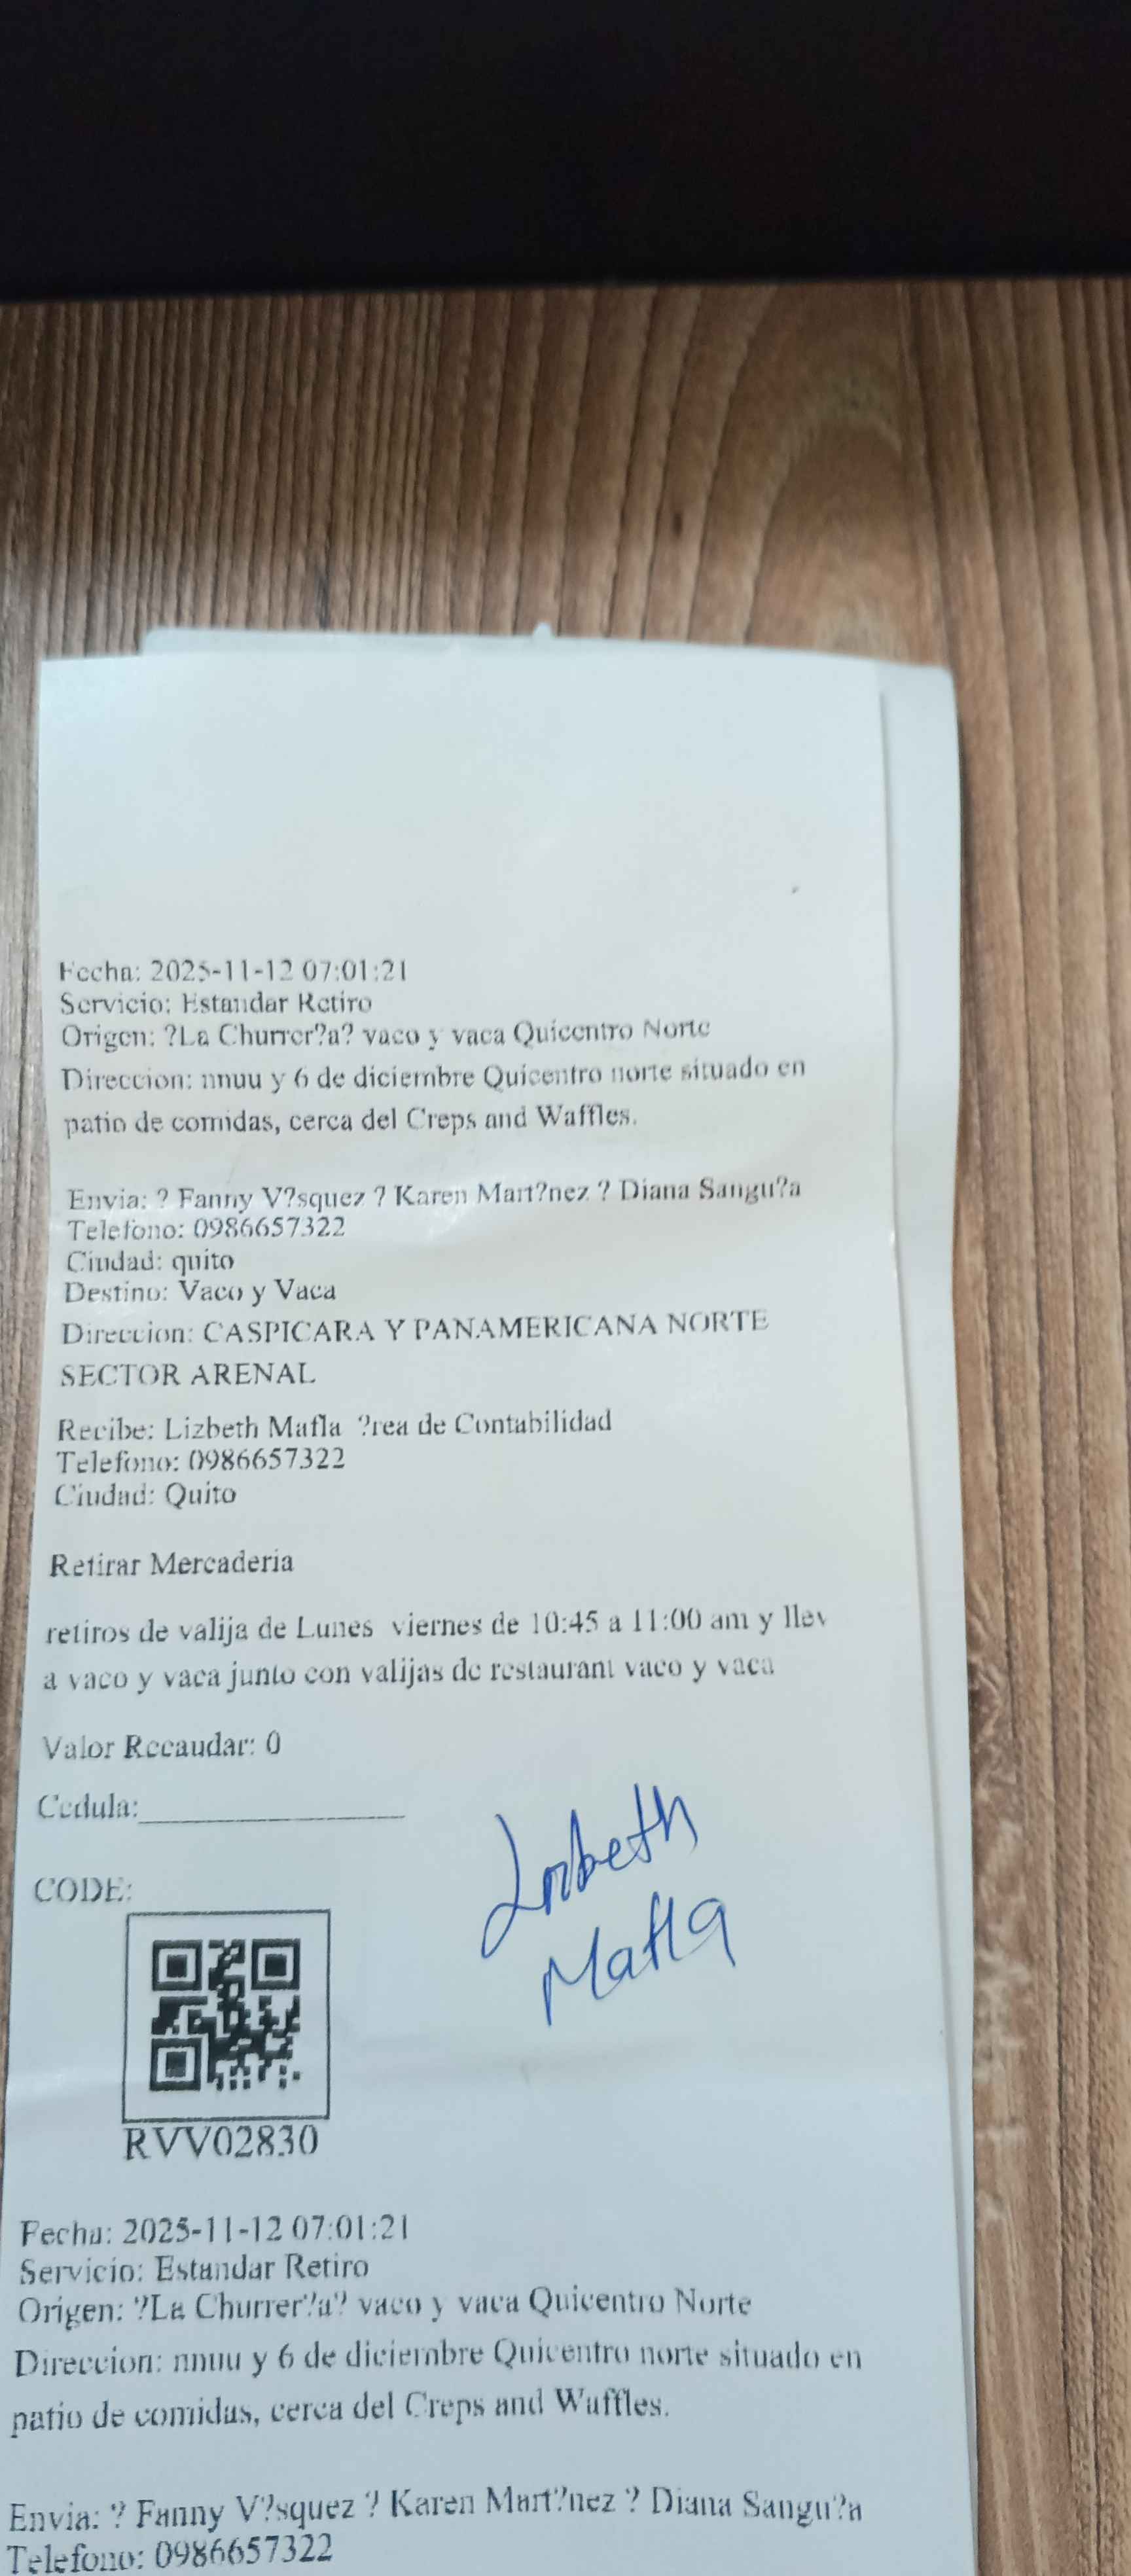 Fecha: 2025-11-12 07:01:21
Servicio: Estandar Retiro
Origen: ?La Churrer?a? vaco y vaca Quicentro Norte
Direccion: nnuu y 6 de diciembre Quicentro norte situado en
patio de comidas, cerca del Creps and Waffles.
Envia: ? Fanny V?squez ? Karen Mart?nez ? Diana Sangu?a
Telefono: 0986657322
Ciudad: quito
Destino: Vaco y Vaca
Direccion: CASPICARA Y PANAMERICANA NORTE
SECTOR ARENAL
Recibe: Lizbeth Mafla ?rea de Contabilidad
Telefono: 0986657322
Ciudad: Quito
Retirar Mercaderia
retiros de valija de Lunes viernes de 10:45 a 11:00 am y llev
a vaco y vaca junto con valijas de restaurant vaco y vaca
Valor Recaudar: 0
Cedula:
Lizbeth
Mafla
CODE:
RVV02830
Fecha: 2025-11-12 07:01:21
Servicio: Estandar Retiro
Origen: ?La Churrer?a? vaco y vaca Quicentro Norte
Direccion: nnuu y 6 de diciembre Quicentro norte situado en
patio de comidas, cerca del Creps and Waffles.
Envia: ? Fanny V?squez ? Karen Mart?nez ? Diana Sangu?a
Telefono: 0986657322